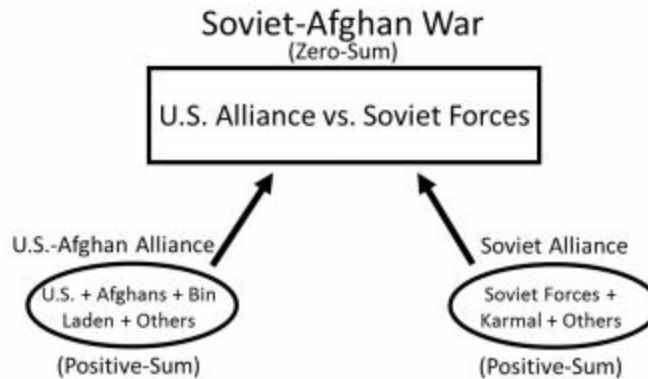 Soviet-Afghan War
(Zero-Sum)
U.S. Alliance vs. Soviet Forces
U.S.-Afghan Alliance
U.S. + Afghans + Bin
Laden + Others
(Positive-Sum)
Soviet Alliance
Soviet Forces +
Karmal + Others
(Positive-Sum)